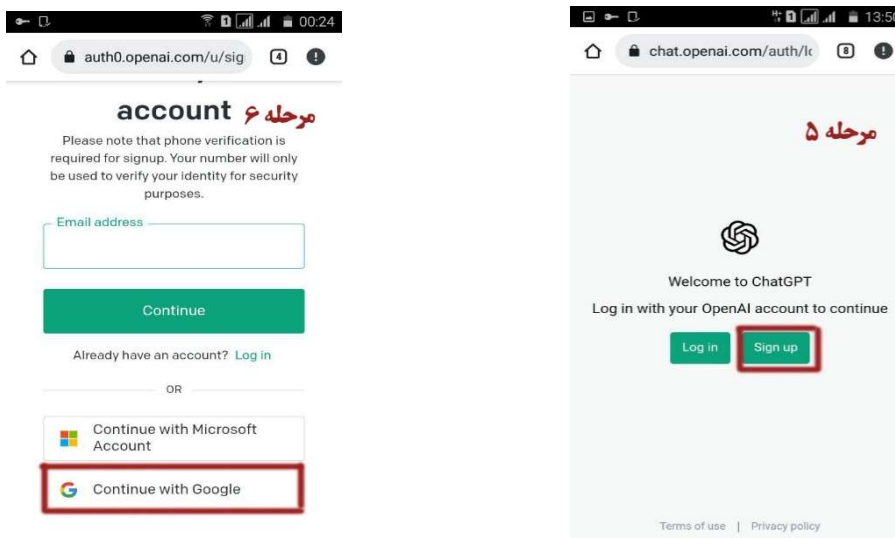 00:24
auth0.openai.com/u/sig
4
account مرحله ۶
Please note that phone verification is
required for signup. Your number will only
be used to verify your identity for security
purposes.
Email address
Continue
Already have an account? Log in
OR
Continue with Microsoft
Account
Continue with Google
13:50
chat.openai.com/auth/lo
8
مرحله ۵
Welcome to ChatGPT
Log in with your OpenAI account to continue
Log in
Sign up
Terms of use | Privacy policy